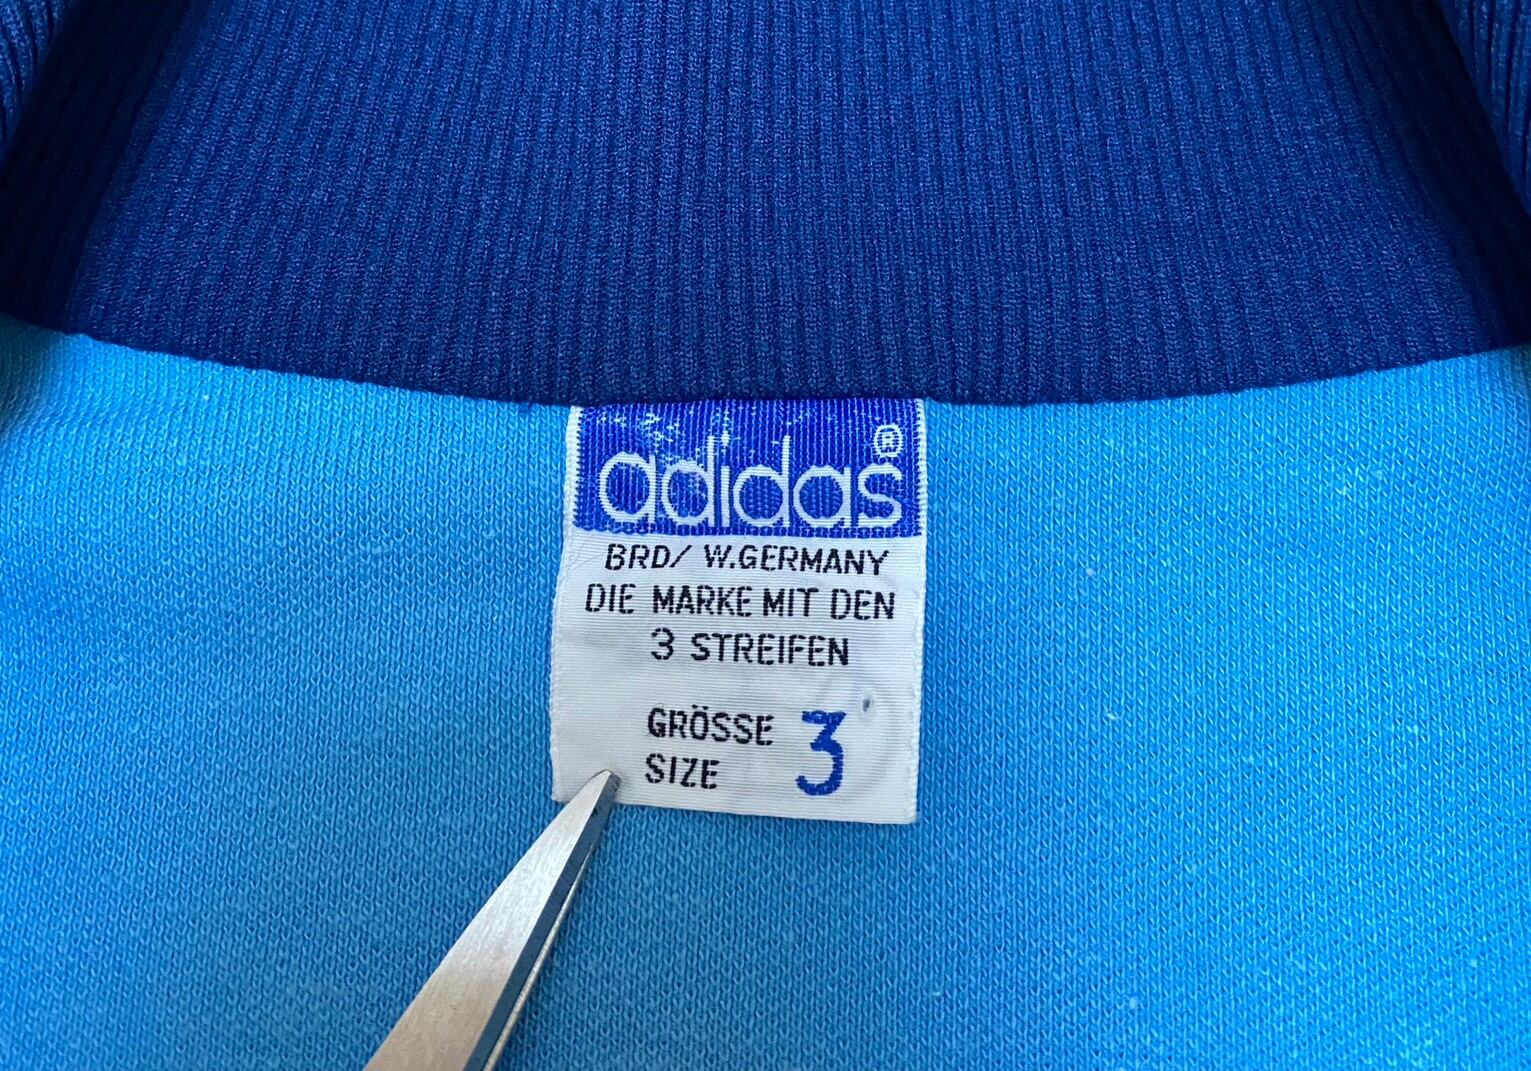 adidas®
BRD/ W.GERMANY
DIE MARKE MIT DEN
3 STREIFEN
GRÖSSE 3
SIZE